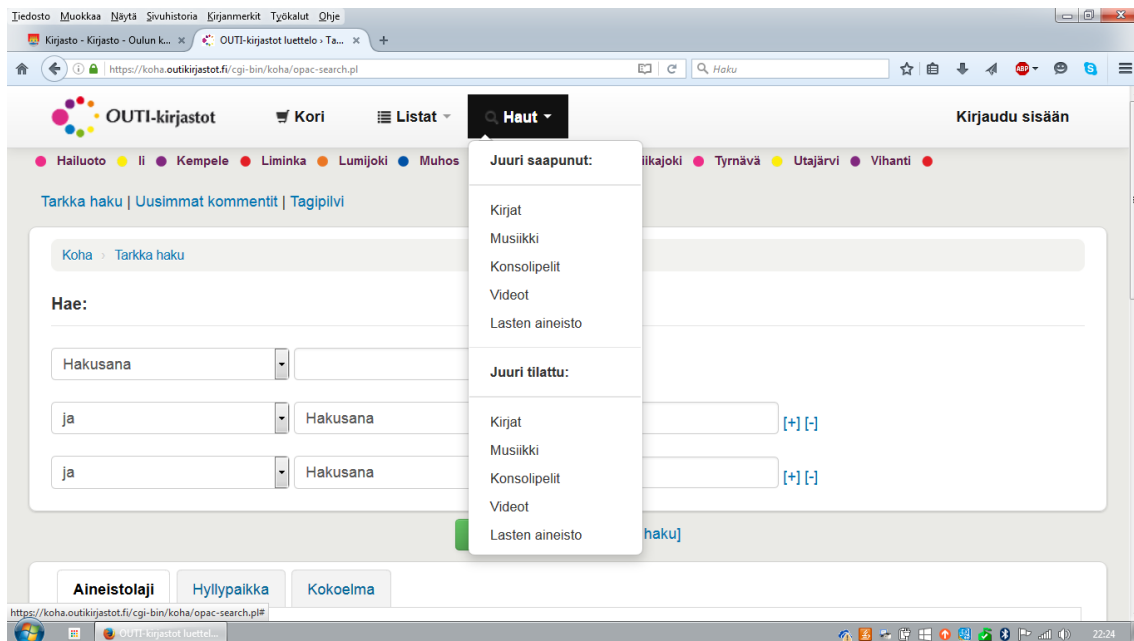 Tiedosto Muokkaa Näytä Sivuhistoria Kirjanmerkit Työkalut Ohje
Kirjasto - Kirjasto - Oulun k... × OUTI-kirjastot luettelo › Ta... × +
https://koha.outikirjastot.fi/cgi-bin/koha/opac-search.pl Haku ABP
OUTI-kirjastot Kori Listat Haut Kirjaudu sisään
Hailuoto Ii Kempele Liminka Lumijoki Muhos ikajoki Tyrnävä Utajärvi Vihanti
Juuri saapunut:
Kirjat
Musiikki
Konsolipelit
Videot
Lasten aineisto
Juuri tilattu:
Kirjat
Musiikki
Konsolipelit
Videot
Lasten aineisto
Tarkka haku | Uusimmat kommentit | Tagipilvi
Koha › Tarkka haku
Hae:
Hakusana
ja Hakusana [+] [-]
ja Hakusana [+] [-]
haku]
Aineistolaji Hyllypaikka Kokoelma
https://koha.outikirjastot.fi/cgi-bin/koha/opac-search.pl#
OUTI-kirjastot luettel... 22:24